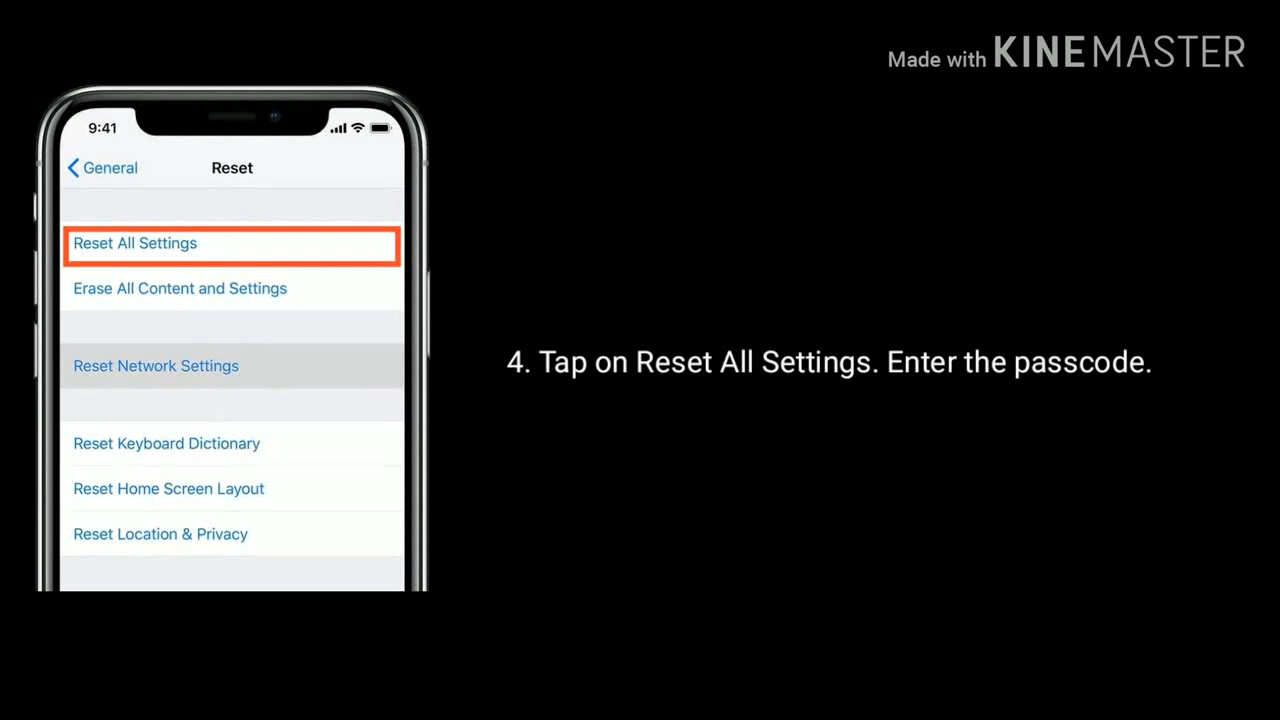 Made with KINEMASTER
9:41
General
Reset
Reset All Settings
Erase All Content and Settings
Reset Network Settings
Reset Keyboard Dictionary
Reset Home Screen Layout
Reset Location & Privacy
4. Tap on Reset All Settings. Enter the passcode.